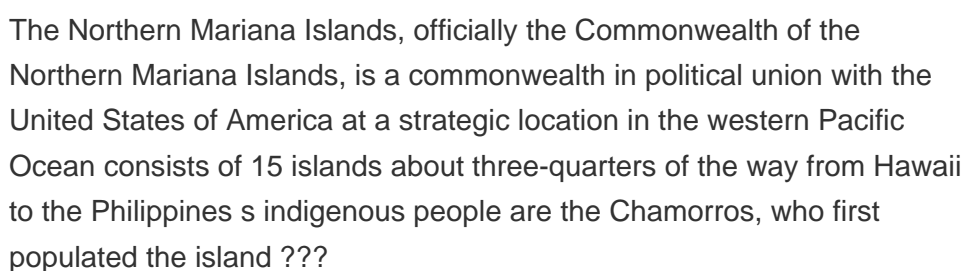 The Northern Mariana Islands, officially the Commonwealth of the
Northern Mariana Islands, is a commonwealth in political union with the
United States of America at a strategic location in the western Pacific
Ocean consists of 15 islands about three-quarters of the way from Hawaii
to the Philippines s indigenous people are the Chamorros, who first
populated the island ???